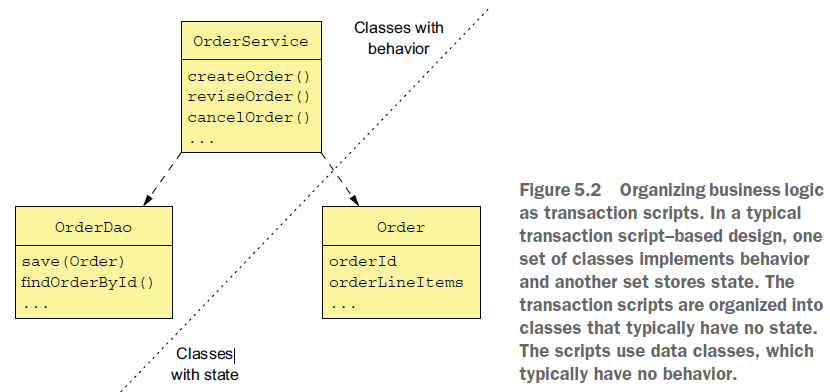 Classes with
behavior
OrderService
createOrder()
reviseOrder()
cancelOrder()
...
OrderDao
save(Order)
findOrderById()
...
Order
orderId
orderLineItems
...
Classes
with state
Figure 5.2 Organizing business logic
as transaction scripts. In a typical
transaction script–based design, one
set of classes implements behavior
and another set stores state. The
transaction scripts are organized into
classes that typically have no state.
The scripts use data classes, which
typically have no behavior.